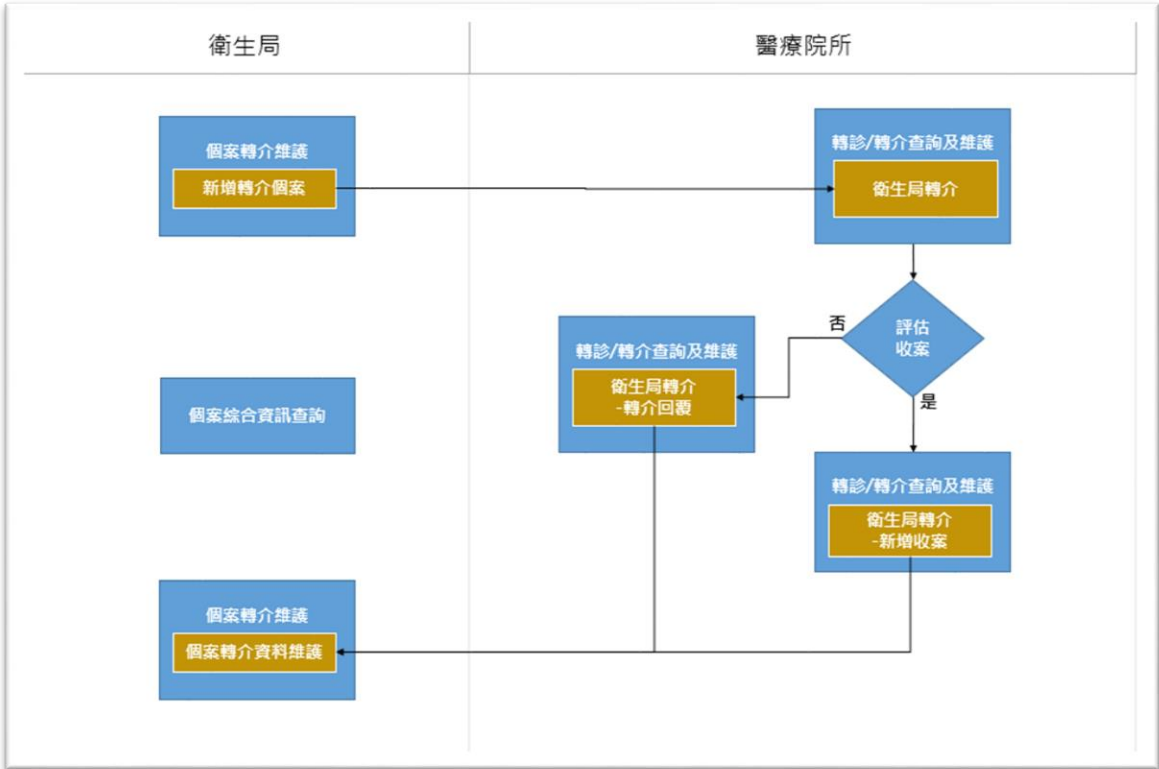 衛生局
醫療院所
個案轉介維護
新增轉介個案
轉診/轉介查詢及維護
衛生局轉介
評估
收案
否
是
轉診/轉介查詢及維護
衛生局轉介
-轉介回覆
個案綜合資訊查詢
轉診/轉介查詢及維護
衛生局轉介
-新增收案
個案轉介維護
個案轉介資料維護